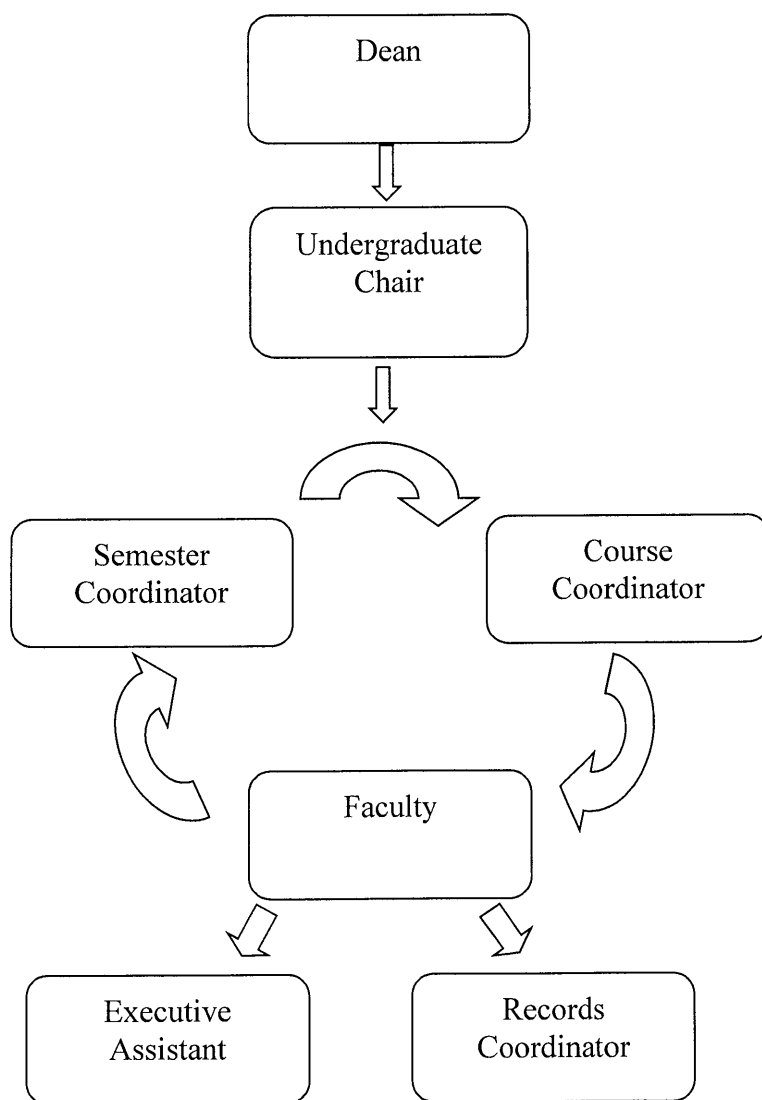 Dean
Undergraduate
Chair
Semester
Coordinator
Course
Coordinator
Faculty
Executive
Assistant
Records
Coordinator